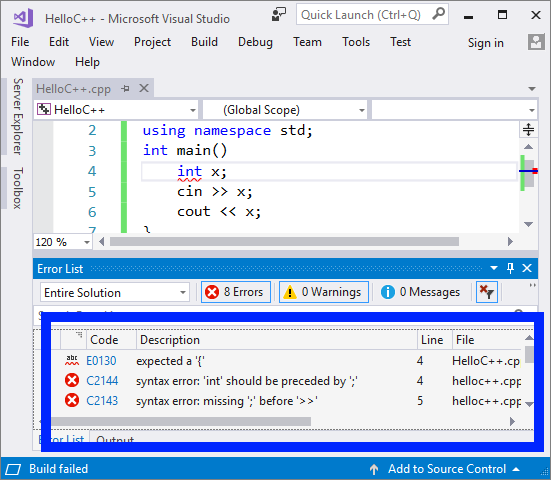 HelloC++ - Microsoft Visual Studio
Quick Launch (Ctrl+Q)
File Edit View Project Build Debug Team Tools Test Sign in
Window Help
Server Explorer
Toolbox
HelloC++.cpp
HelloC++ (Global Scope)
2 using namespace std;
3 int main()
4 int x;
5 cin >> x;
6 cout << x;
7 }
120 %
Error List
Entire Solution 8 Errors 0 Warnings 0 Messages
Code Description Line File
abc E0130 expected a '{' 4 HelloC++.cp
C2144 syntax error: 'int' should be preceded by ';' 4 helloc++.cpp
C2143 syntax error: missing ';' before '>>' 5 helloc++.cpp
Error List Output
Build failed Add to Source Control